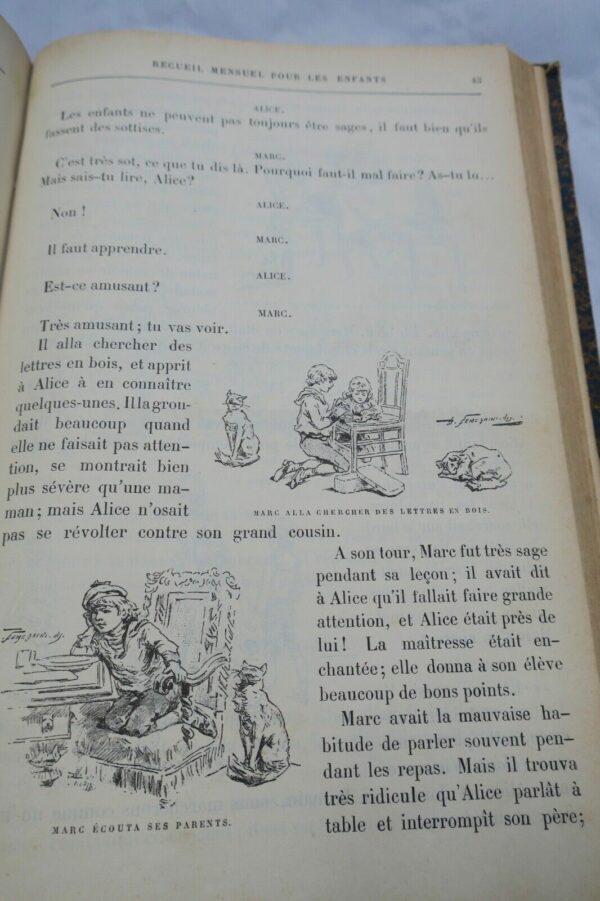 RECUEIL MENSUEL POUR LES ENFANTS 43
ALICE.
Les enfants ne peuvent pas toujours être sages, il faut bien qu'ils
fassent des sottises.
MARC.
C'est très sot, ce que tu dis là. Pourquoi faut-il mal faire? As-tu lu...
Mais sais-tu lire, Alice?
ALICE.
Non !
MARC.
Il faut apprendre.
ALICE.
Est-ce amusant ?
MARC.
Très amusant ; tu vas voir.
Il alla chercher des
lettres en bois, et apprit
à Alice à en connaître
quelques-unes. Il la gron-
dait beaucoup quand
elle ne faisait pas atten-
tion, se montrait bien
plus sévère qu'une ma-
man ; mais Alice n'osait
pas se révolter contre son grand cousin.
MARC ALLA CHERCHER DES LETTRES EN BOIS.
A son tour, Marc fut très sage
pendant sa leçon ; il avait dit
à Alice qu'il fallait faire grande
attention, et Alice était près de
lui ! La maîtresse était en-
chantée ; elle donna à son élève
beaucoup de bons points.
Marc avait la mauvaise ha-
bitude de parler souvent pen-
dant les repas. Mais il trouva
très ridicule qu'Alice parlât à
table et interrompît son père ;
MARC ÉCOUTA SES PARENTS.